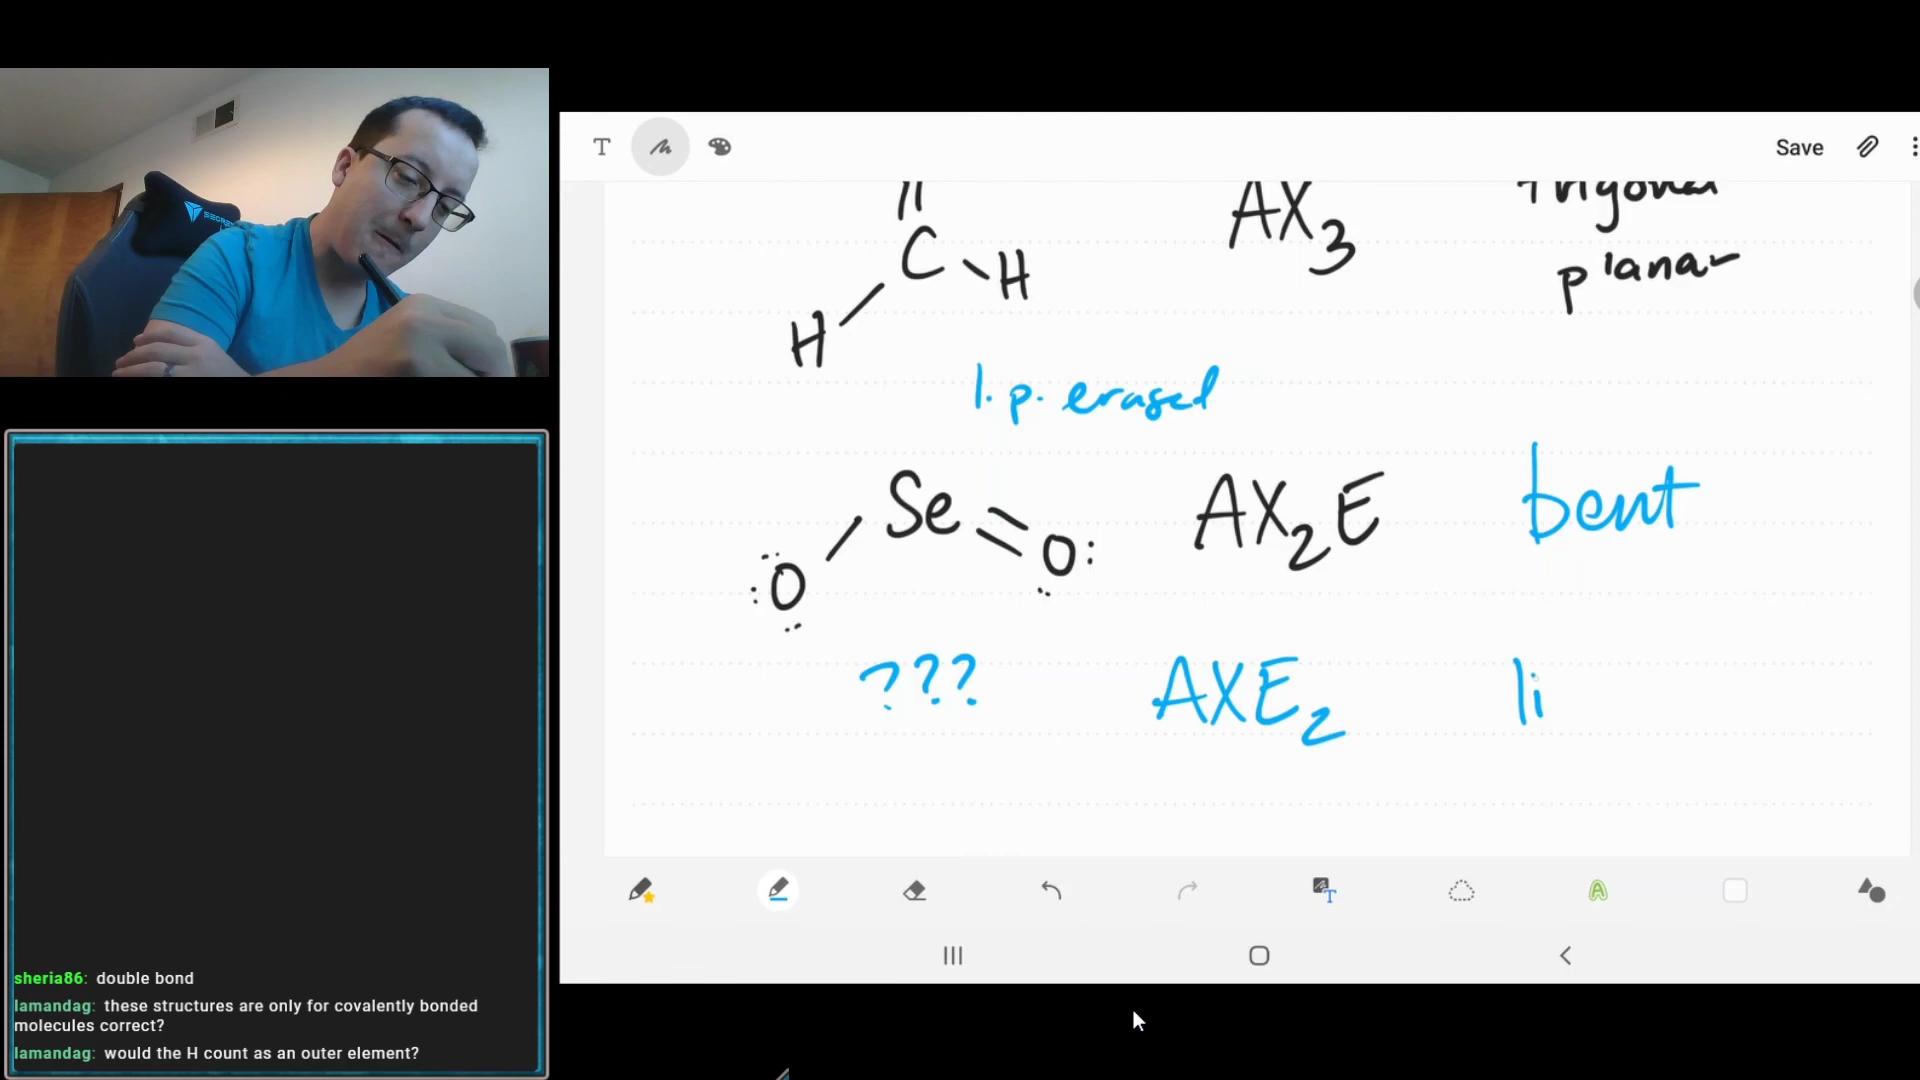 T
Save
||
AX3
trigonal
planar
C
H
H
l.p. erased
Se
O
O
AX2E
bent
???
AXE2
li
sheria86: double bond
lamandag: these structures are only for covalently bonded
molecules correct?
lamandag: would the H count as an outer element?